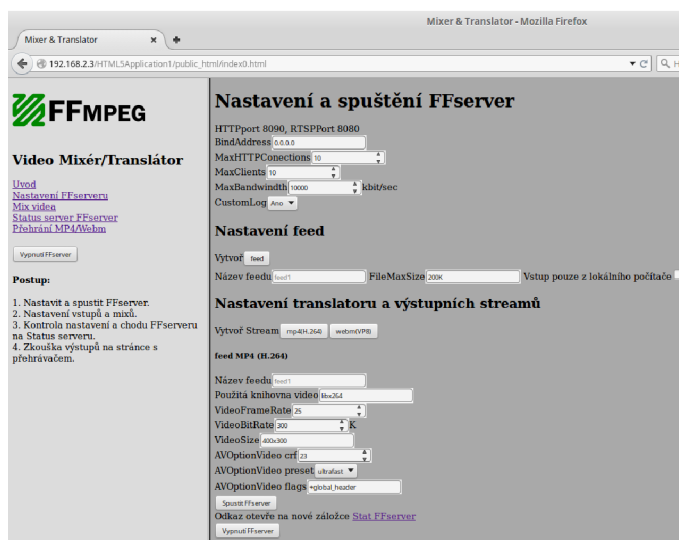 Mixer & Translator - Mozilla Firefox
Mixer & Translator
192.168.2.3/HTML5Application1/public_html/index0.html
FFMPEG
Video Mixér/Translátor
Uvod
Nastavení FFserveru
Mix videa
Status server FFserver
Přehrání MP4/Webm
Vypnutí FFserver
Postup:
1. Nastavit a spustit FFserver.
2. Nastavení vstupů a mixů.
3. Kontrola nastavení a chodu FFserveru
na Status serveru.
4. Zkouška výstupů na stránce s
přehrávačem.
Nastavení a spuštění FFserver
HTTPport 8090, RTSPPort 8080
BindAddress 0.0.0.0
MaxHTTPConections 10
MaxClients 10
MaxBandwindth 10000 kbit/sec
CustomLog Ano
Nastavení feed
Vytvoř feed
Název feedu feed1 FileMaxSize 200K Vstup pouze z lokálního počítače
Nastavení translatoru a výstupních streamů
Vytvoř Stream mp4(H.264) webm(VP8)
feed MP4 (H.264)
Název feedu feed1
Použitá knihovna video libx264
VideoFrameRate 25
VideoBitRate 300 K
VideoSize 400x300
AVOptionVideo crf 23
AVOptionVideo preset ultrafast
AVOptionVideo flags +global_header
Spustit FFserver
Odkaz otevře na nové záložce Stat FFserver
Vypnutí FFserver